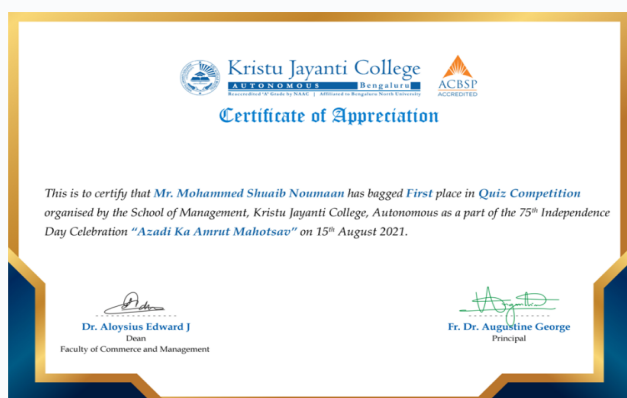 Kristu Jayanti College
AUTONOMOUS Bengaluru
Reaccredited 'A' Grade by NAAC | Affiliated to Bengaluru North University
ACBSP
ACCREDITED
Certificate of Appreciation
This is to certify that Mr. Mohammed Shuaib Noumaan has bagged First place in Quiz Competition
organised by the School of Management, Kristu Jayanti College, Autonomous as a part of the 75th Independence
Day Celebration “Azadi Ka Amrut Mahotsav” on 15th August 2021.
Dr. Aloysius Edward J
Dean
Faculty of Commerce and Management
Fr. Dr. Augustine George
Principal